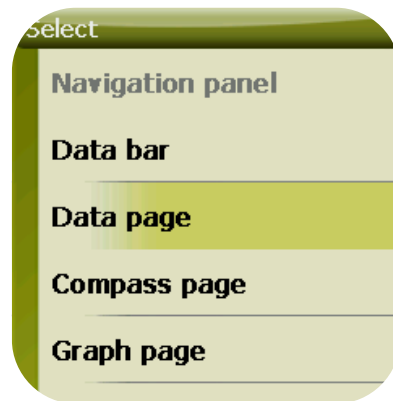 Select
Navigation panel
Data bar
Data page
Compass page
Graph page